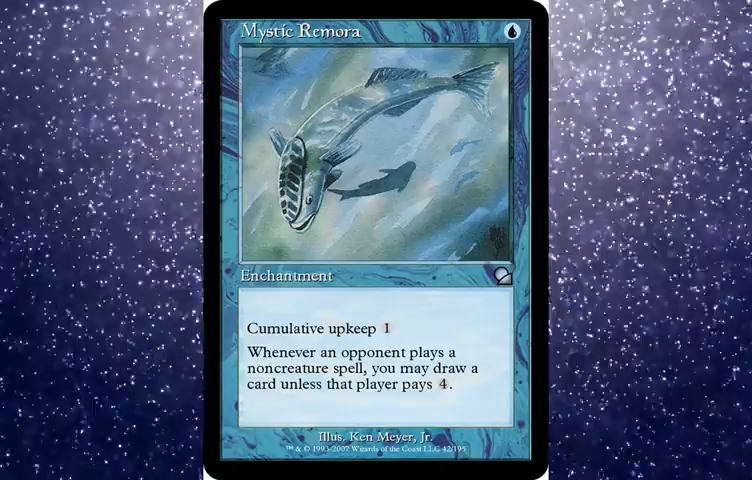 Mystic Remora
Enchantment
Cumulative upkeep 1
Whenever an opponent plays a
noncreature spell, you may draw a
card unless that player pays 4.
Illus. Ken Meyer, Jr.
™ & © 1993-2007 Wizards of the Coast LLC 42/195